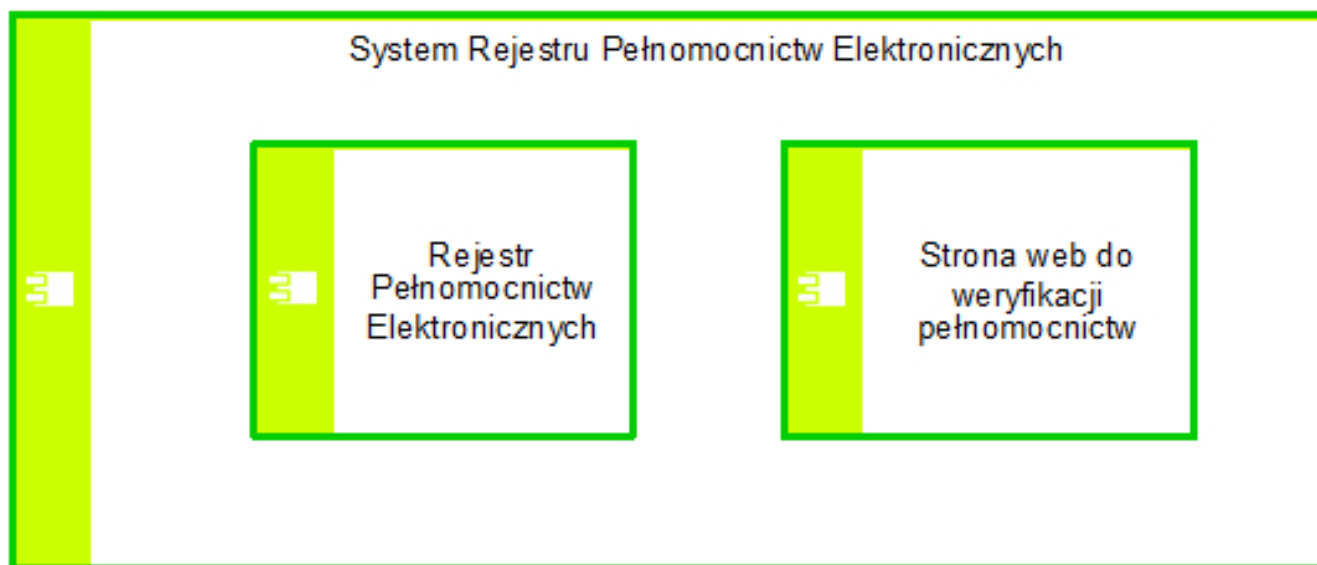 System Rejestru Pełnomocnictw Elektronicznych
Rejestr
Pełnomocnictw
Elektronicznych
Strona web do
weryfikacji
pełnomocnictw